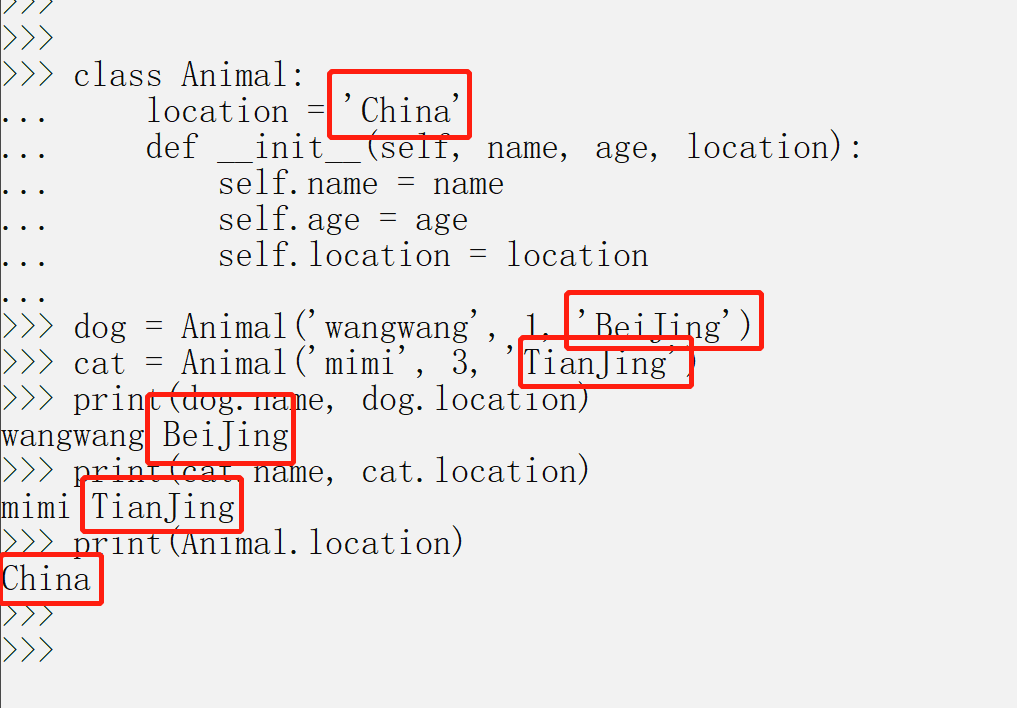 >>>
>>>
>>> class Animal:
...     location = 'China'
...     def __init__(self, name, age, location):
...         self.name = name
...         self.age = age
...         self.location = location
...
>>> dog = Animal('wangwang', 1, 'BeiJing')
>>> cat = Animal('mimi', 3, 'TianJing')
>>> print(dog.name, dog.location)
wangwang BeiJing
>>> print(cat.name, cat.location)
mimi TianJing
>>> print(Animal.location)
China
>>>
>>>